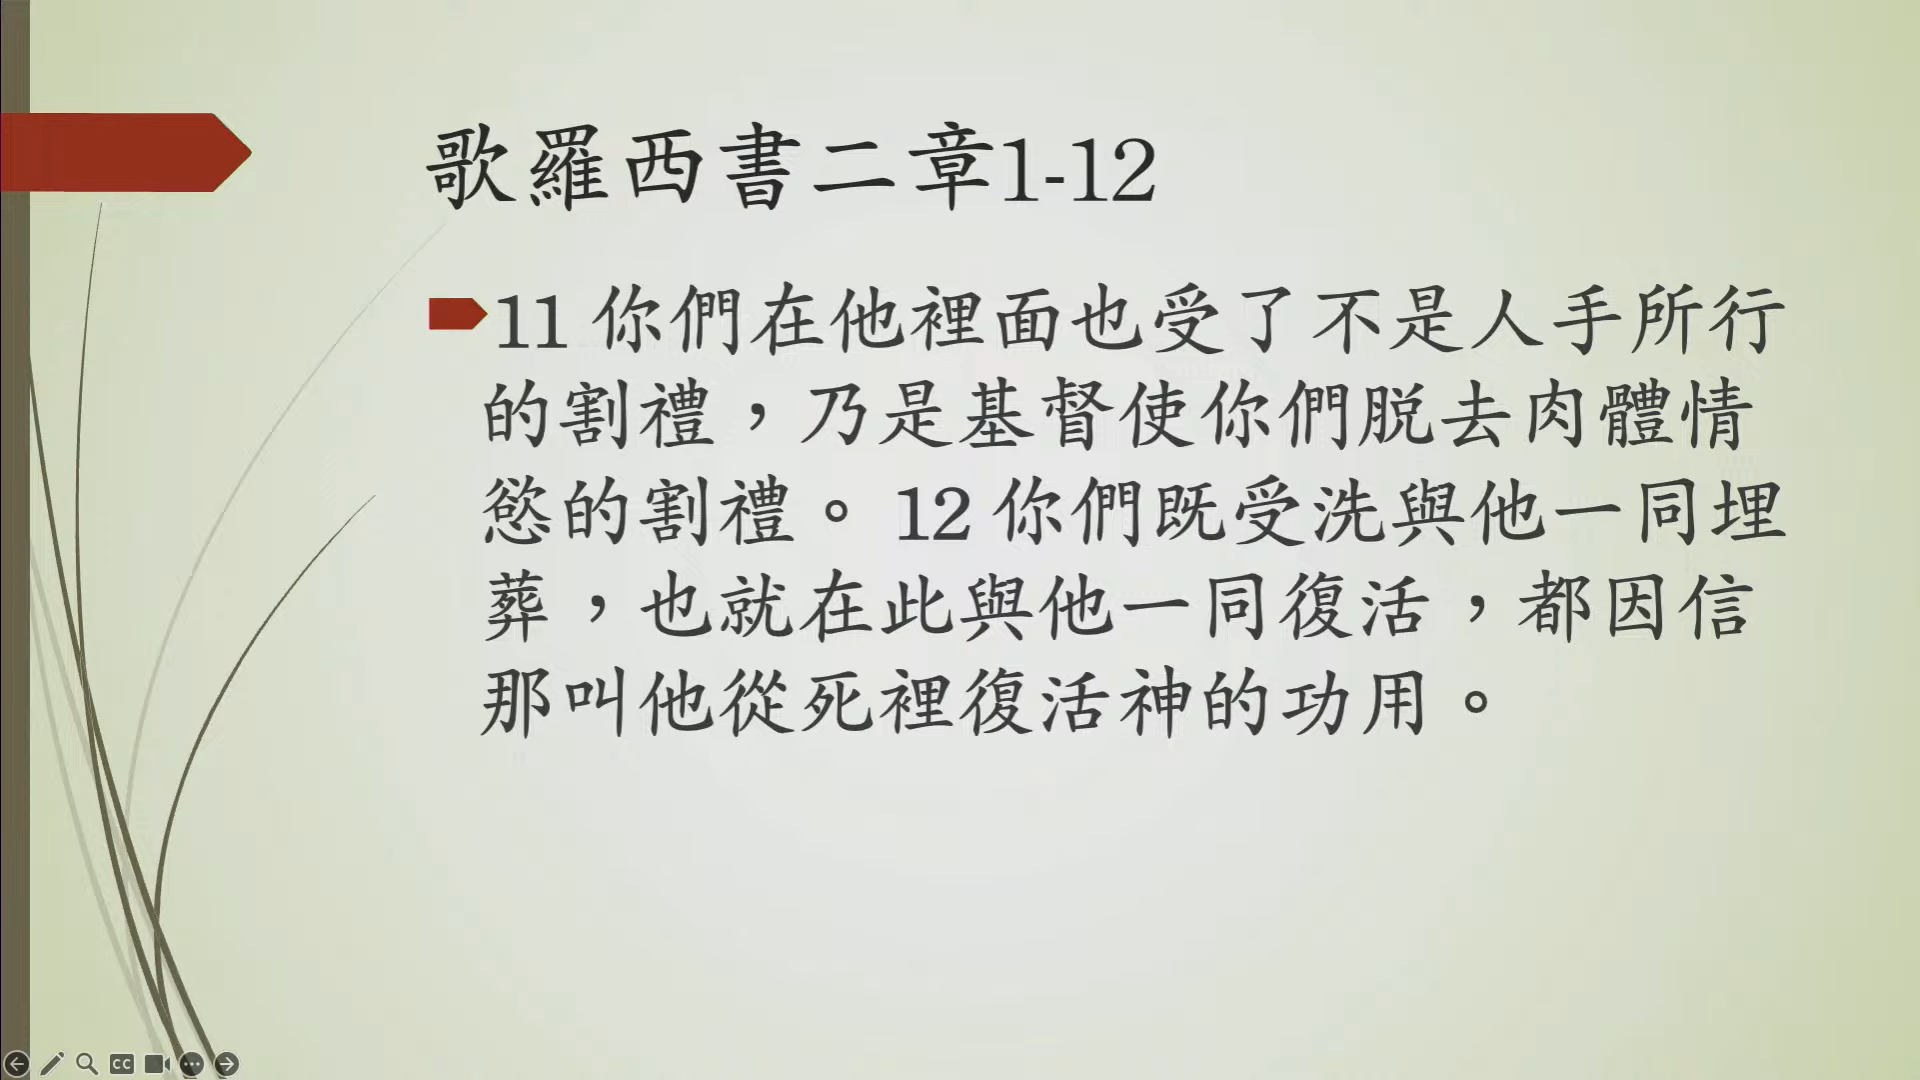 歌羅西書二章1-12
11 你們在他裡面也受了不是人手所行
的割禮，乃是基督使你們脫去肉體情
慾的割禮。 12 你們既受洗與他一同埋
葬，也就在此與他一同復活，都因信
那叫他從死裡復活神的功用。
CC